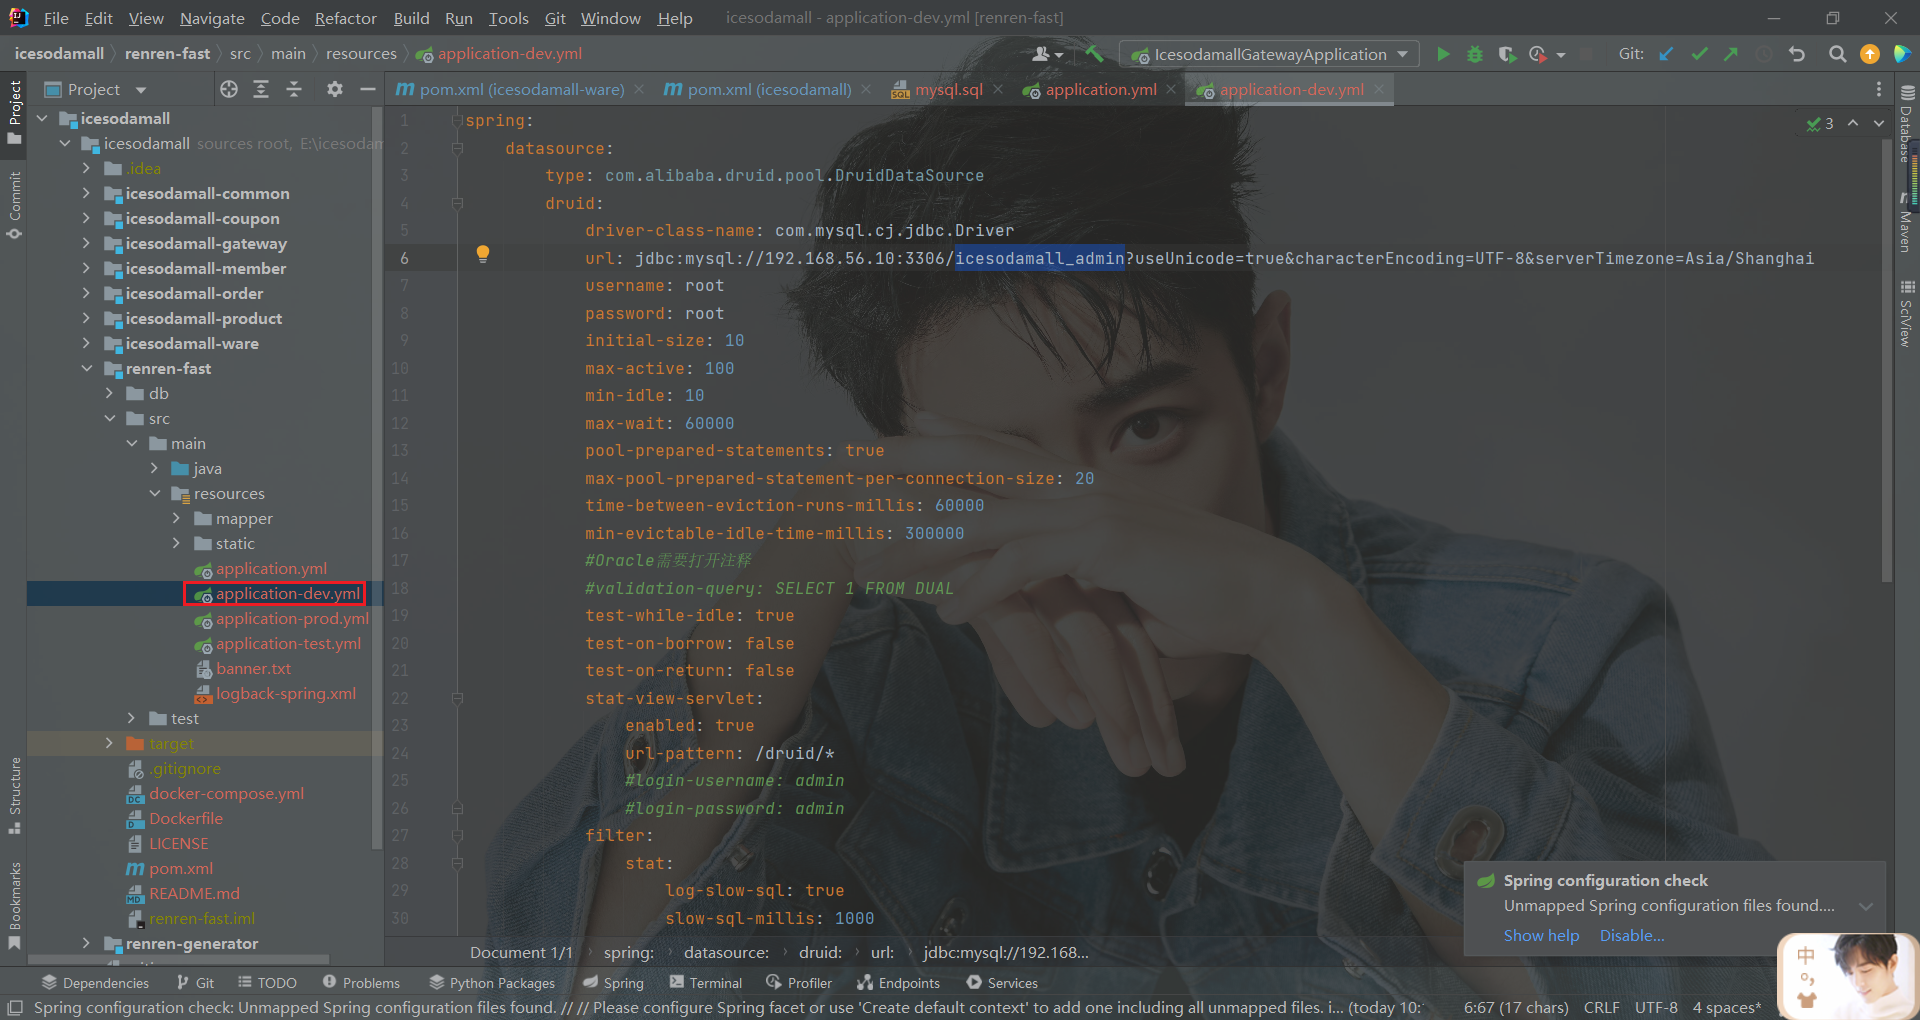 File Edit View Navigate Code Refactor Build Run Tools Git Window Help icesodamall - application-dev.yml [renren-fast]
icesodamall renren-fast src main resources application-dev.yml IcesodamallGatewayApplication Git:
Project pom.xml (icesodamall-ware) pom.xml (icesodamall) mysql.sql application.yml application-dev.yml
Project
Commit
Structure
Bookmarks
icesodamall
icesodamall sources root, E:\icesodam
.idea
icesodamall-common
icesodamall-coupon
icesodamall-gateway
icesodamall-member
icesodamall-order
icesodamall-product
icesodamall-ware
renren-fast
db
src
main
java
resources
mapper
static
application.yml
application-dev.yml
application-prod.yml
application-test.yml
banner.txt
logback-spring.xml
test
target
.gitignore
docker-compose.yml
Dockerfile
LICENSE
pom.xml
README.md
renren-fast.iml
renren-generator
1 spring:
2 datasource:
3 type: com.alibaba.druid.pool.DruidDataSource
4 druid:
5 driver-class-name: com.mysql.cj.jdbc.Driver
6 url: jdbc:mysql://192.168.56.10:3306/icesodamall_admin?useUnicode=true&characterEncoding=UTF-8&serverTimezone=Asia/Shanghai
7 username: root
8 password: root
9 initial-size: 10
10 max-active: 100
11 min-idle: 10
12 max-wait: 60000
13 pool-prepared-statements: true
14 max-pool-prepared-statement-per-connection-size: 20
15 time-between-eviction-runs-millis: 60000
16 min-evictable-idle-time-millis: 300000
17 #Oracle需要打开注释
18 #validation-query: SELECT 1 FROM DUAL
19 test-while-idle: true
20 test-on-borrow: false
21 test-on-return: false
22 stat-view-servlet:
23 enabled: true
24 url-pattern: /druid/*
25 #login-username: admin
26 #login-password: admin
27 filter:
28 stat:
29 log-slow-sql: true
30 slow-sql-millis: 1000
3
Database
Maven
SciView
Spring configuration check
Unmapped Spring configuration files found....
Show help Disable...
中
Document 1/1 spring: datasource: druid: url: jdbc:mysql://192.168...
Dependencies Git TODO Problems Python Packages Spring Terminal Profiler Endpoints Services
Spring configuration check: Unmapped Spring configuration files found. // // Please configure Spring facet or use 'Create default context' to add one including all unmapped files. i... (today 10: 6:67 (17 chars) CRLF UTF-8 4 spaces*